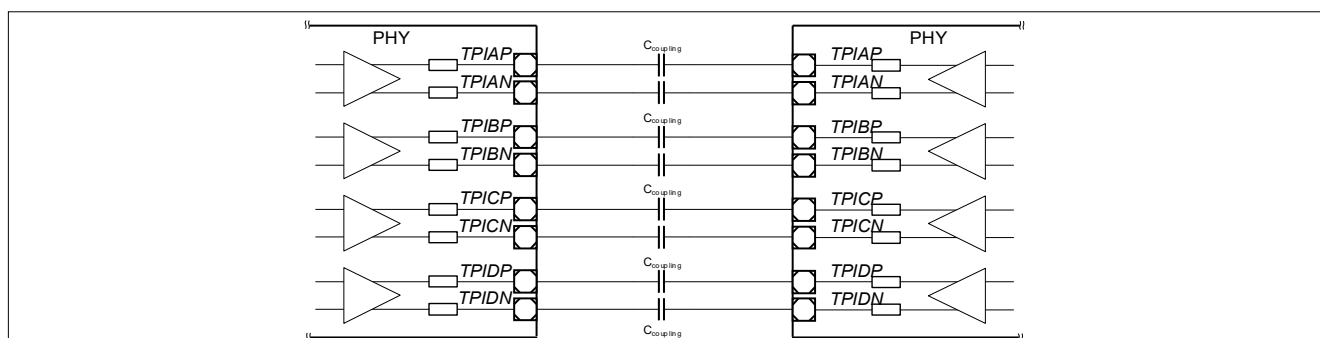 PHY PHY
TPIAP Ccoupling TPIAP
TPIAN TPIAN
TPIBP Ccoupling TPIBP
TPIBN TPIBN
TPICP Ccoupling TPICP
TPICN TPICN
TPIDP Ccoupling TPIDP
TPIDN TPIDN
Ccoupling